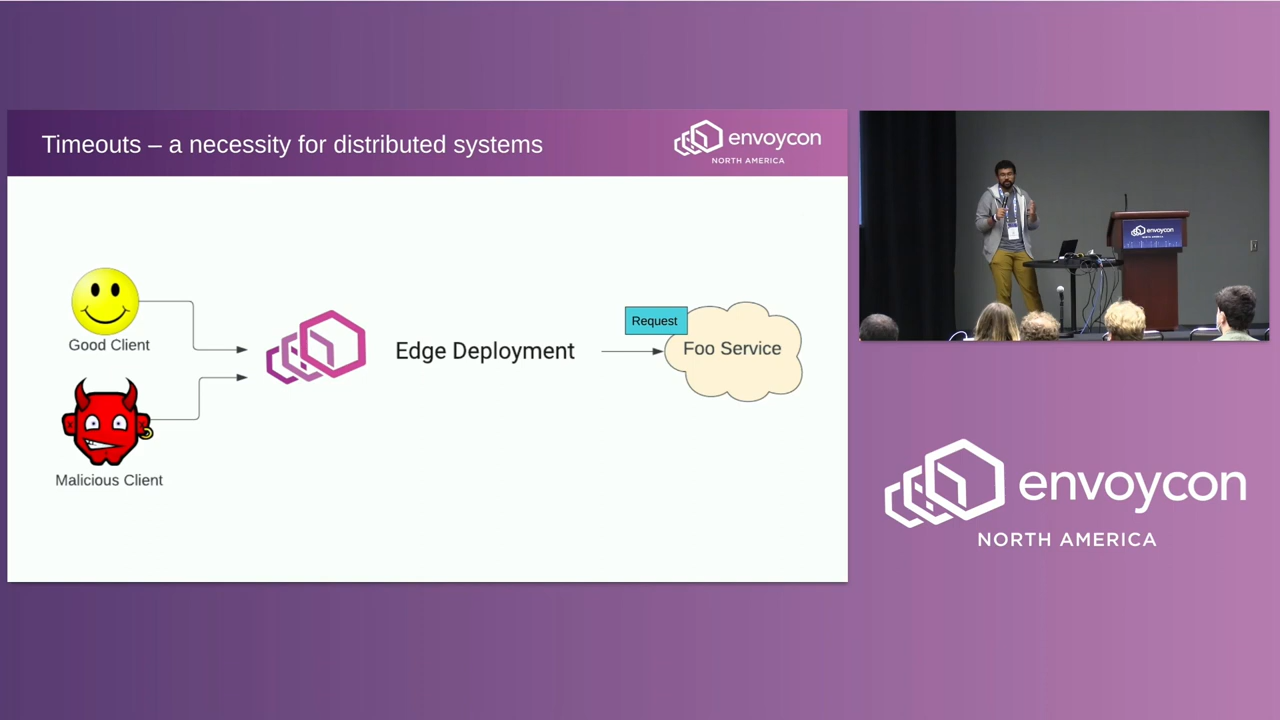 Timeouts – a necessity for distributed systems
envoycon
NORTH AMERICA
Good Client
Malicious Client
Edge Deployment
Request
Foo Service
envoycon
envoycon
NORTH AMERICA